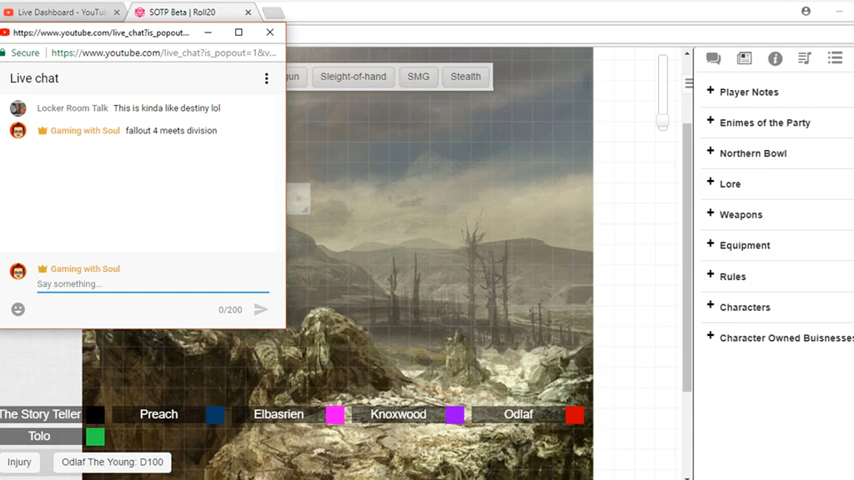 Live Dashboard - YouTu
SOTP Beta | Roll20
https://www.youtube.com/live_chat?is_popout...
Secure https://www.youtube.com/live_chat?is_popout=1&v...
Live chat
Locker Room Talk This is kinda like destiny lol
Gaming with Soul fallout 4 meets division
Gaming with Soul
Say something...
0/200
Sleight-of-hand
SMG
Stealth
Player Notes
Enimes of the Party
Northern Bowl
Lore
Weapons
Equipment
Rules
Characters
Character Owned Buisnesses
The Story Teller
Preach
Elbasrien
Knoxwood
Odlaf
Tolo
Injury
Odlaf The Young: D100